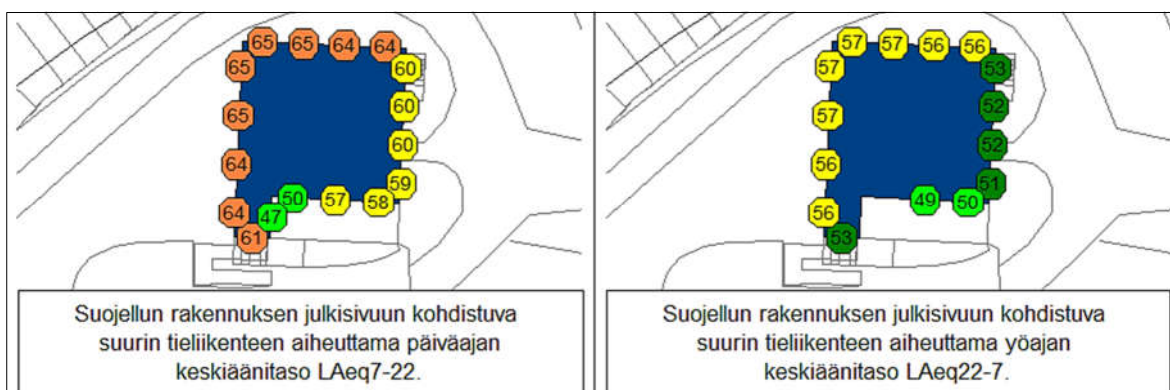 65 65 64 64
65 60
65 60
64 60
50 57 58 59
64 47
61
Suojellun rakennuksen julkisivuun kohdistuva
suurin tieliikenteen aiheuttama päiväajan
keskiäänitaso LAeq7-22.
57 57 56 56
57 53
57 52
56 52
49 50 51
56
53
Suojellun rakennuksen julkisivuun kohdistuva
suurin tieliikenteen aiheuttama yöajan
keskiäänitaso LAeq22-7.